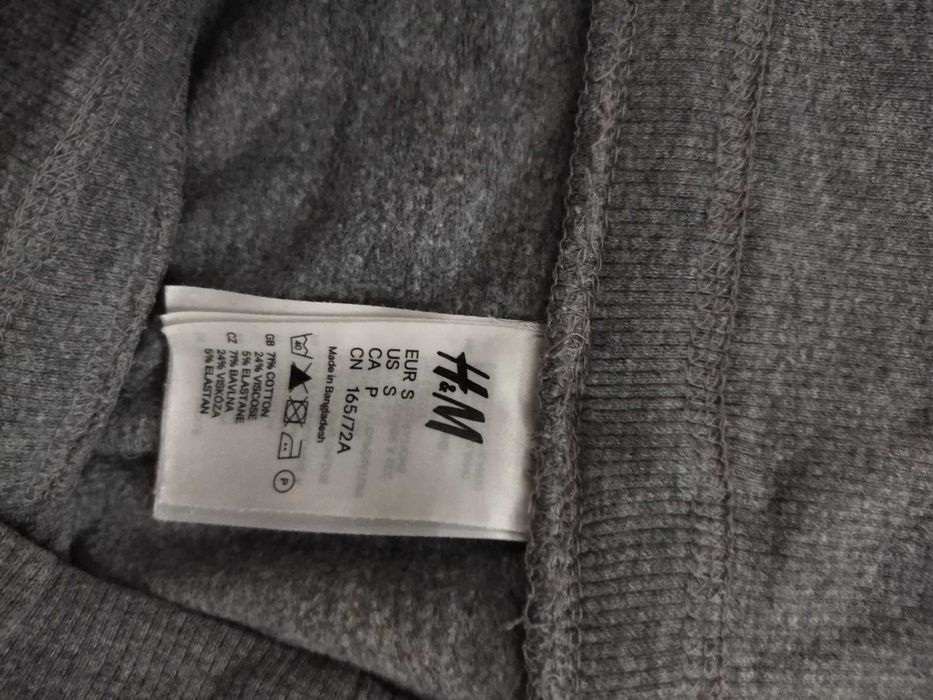 H&M
EUR S
US S
CA P
CN 165/72A
Made in Bangladesh
40
P
GB 71% COTTON
24% VISCOSE
5% ELASTANE
CZ 71% BAVLNA
24% VISKÓZA
5% ELASTAN